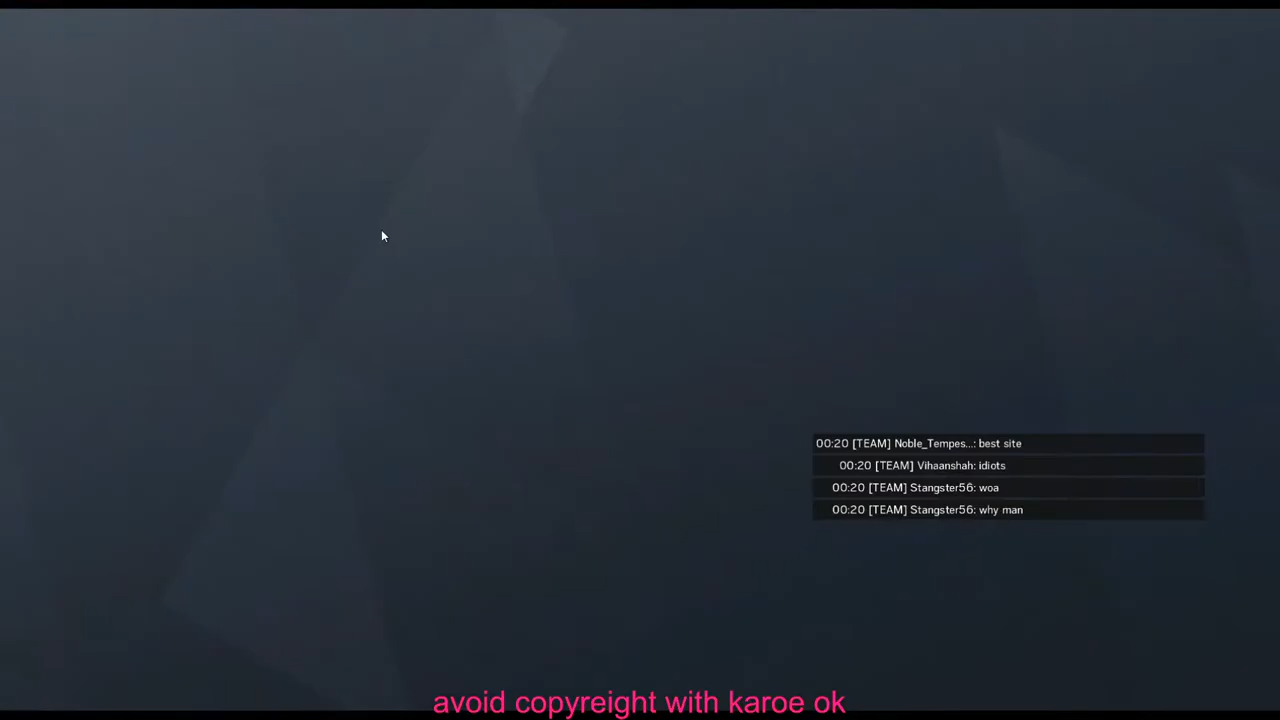 00:20 [TEAM] Noble_Tempes...: best site
00:20 [TEAM] Vihaanshah: idiots
00:20 [TEAM] Stangster56: woa
00:20 [TEAM] Stangster56: why man
avoid copyreight with karoe ok